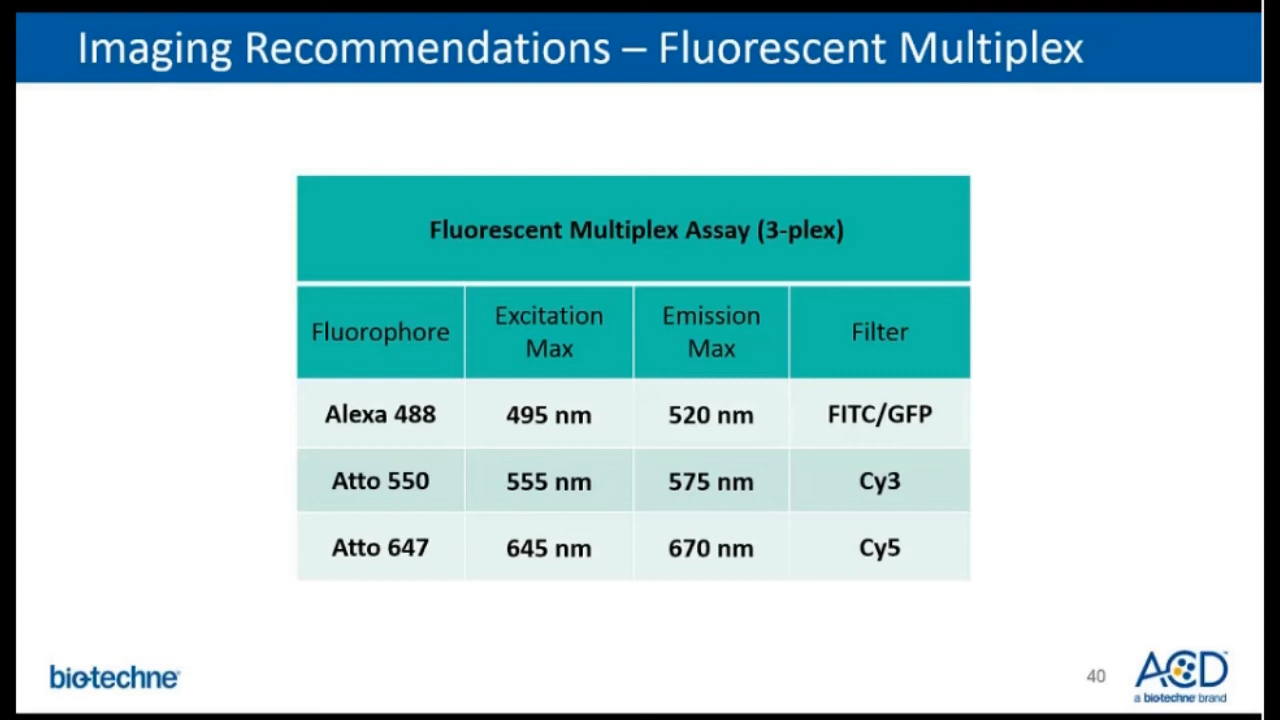 Imaging Recommendations – Fluorescent Multiplex
Fluorescent Multiplex Assay (3-plex)
Fluorophore
Excitation
Max
Emission
Max
Filter
Alexa 488
495 nm
520 nm
FITC/GFP
Atto 550
555 nm
575 nm
Cy3
Atto 647
645 nm
670 nm
Cy5
bio-techne
40
ACD
a biotechne brand